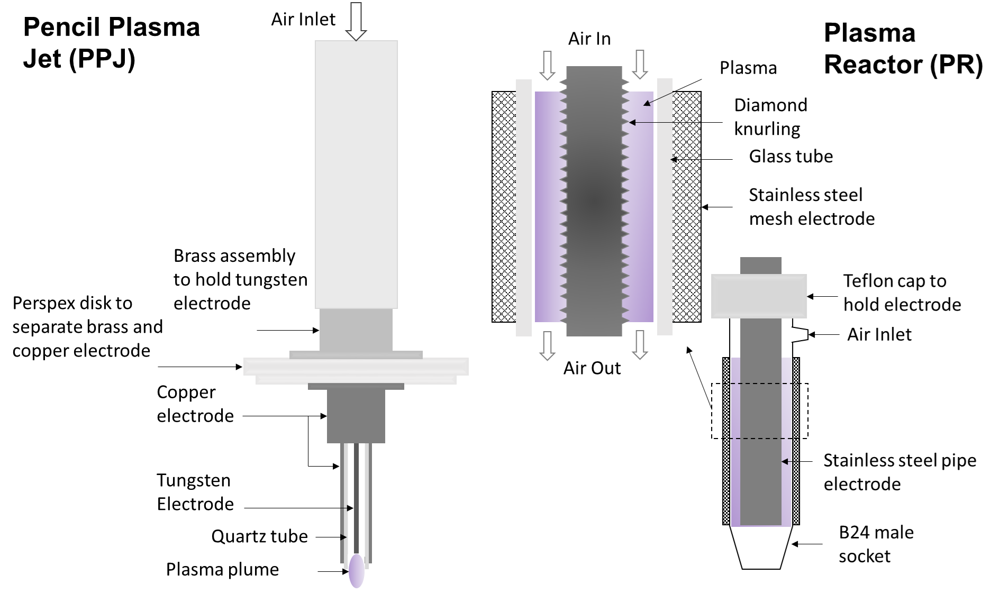 Pencil Plasma
Jet (PPJ)
Air Inlet
Brass assembly
to hold tungsten
electrode
Perspex disk to
separate brass and
copper electrode
Copper
electrode
Tungsten
Electrode
Quartz tube
Plasma plume
Plasma
Reactor (PR)
Air In
Plasma
Diamond
knurling
Glass tube
Stainless steel
mesh electrode
Air Out
Teflon cap to
hold electrode
Air Inlet
Stainless steel pipe
electrode
B24 male
socket